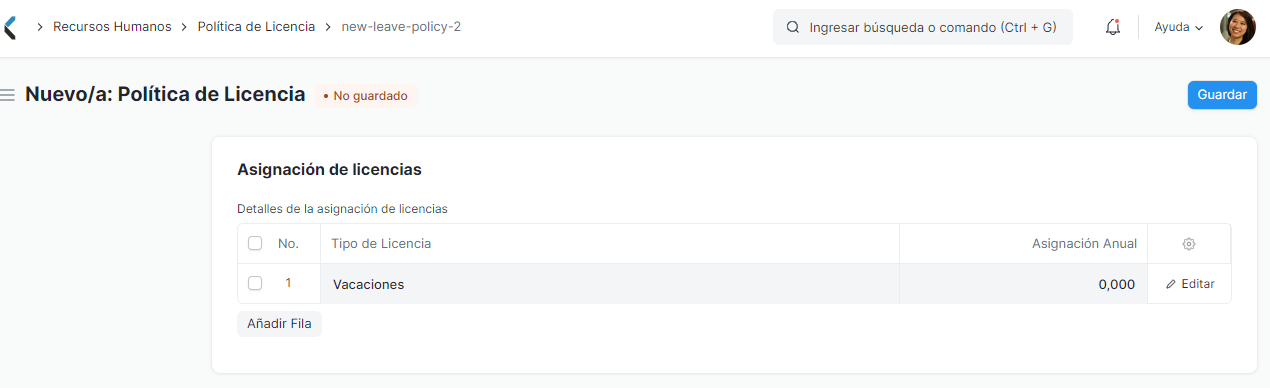 Recursos Humanos > Política de Licencia > new-leave-policy-2
Ingresar búsqueda o comando (Ctrl + G)
Ayuda
Nuevo/a: Política de Licencia
• No guardado
Guardar
Asignación de licencias
Detalles de la asignación de licencias
No. Tipo de Licencia Asignación Anual
1 Vacaciones 0,000 Editar
Añadir Fila